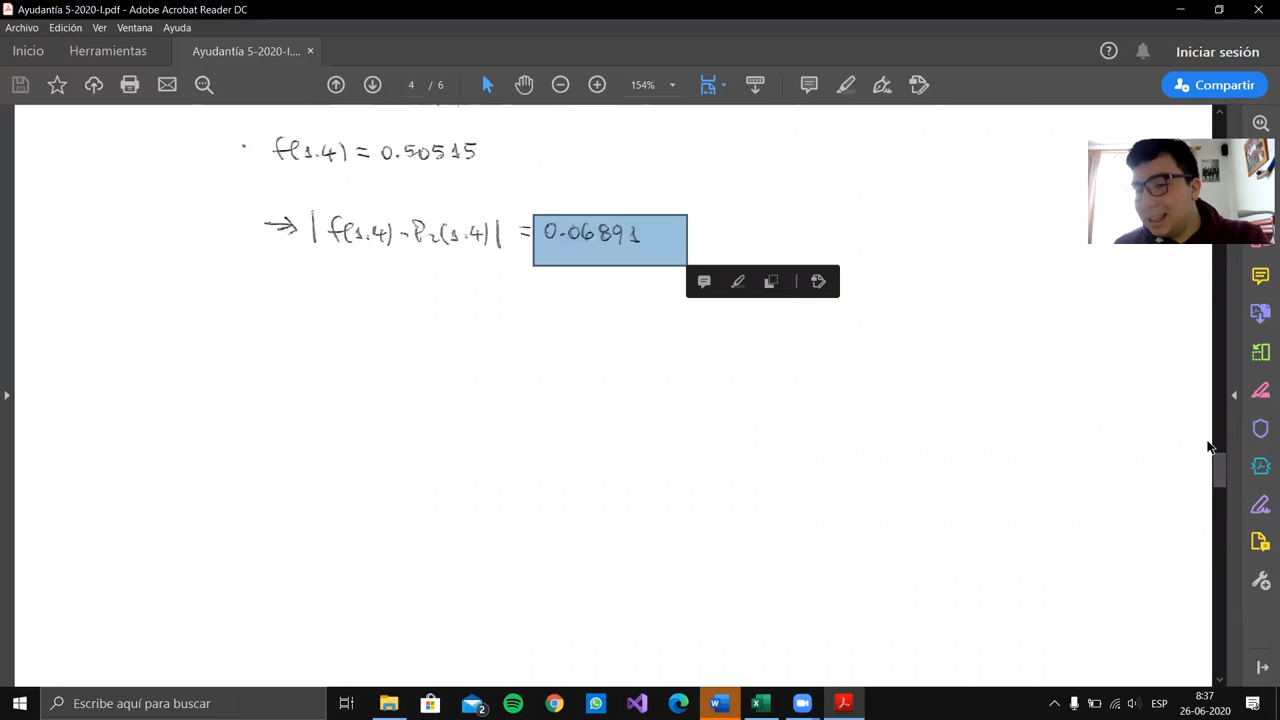 Ayudantía 5-2020-I.pdf - Adobe Acrobat Reader DC
Archivo Edición Ver Ventana Ayuda
Inicio Herramientas Ayudantía 5-2020-I.... × Iniciar sesión
4 / 6 154% Compartir
f(1.4) = 0.50515
⇒ | f(1.4) - P₂(1.4) | = 0.06891
Escribe aquí para buscar
2
ESP
8:37
26-06-2020